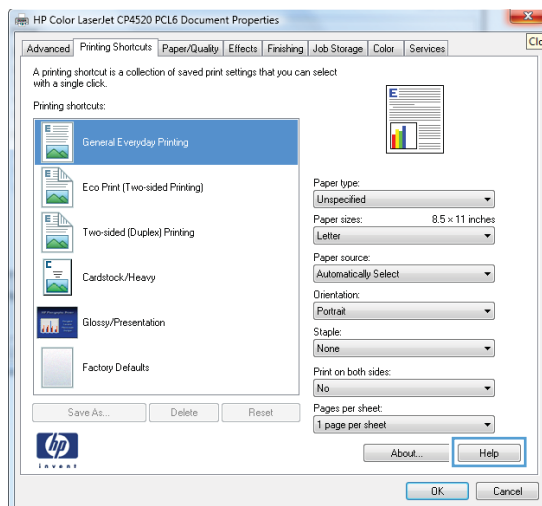 HP Color LaserJet CP4520 PCL6 Document Properties
Advanced Printing Shortcuts Paper/Quality Effects Finishing Job Storage Color Services
A printing shortcut is a collection of saved print settings that you can select
with a single click.
Printing shortcuts:
General Everyday Printing
Eco Print (Two-sided Printing)
Two-sided (Duplex) Printing
Cardstock/Heavy
Glossy/Presentation
Factory Defaults
Save As... Delete Reset
E
Paper type:
Unspecified
Paper sizes: 8.5 × 11 inches
Letter
Paper source:
Automatically Select
Orientation:
Portrait
Staple:
None
Print on both sides:
No
Pages per sheet:
1 page per sheet
hp
invent
About... Help
OK Cancel